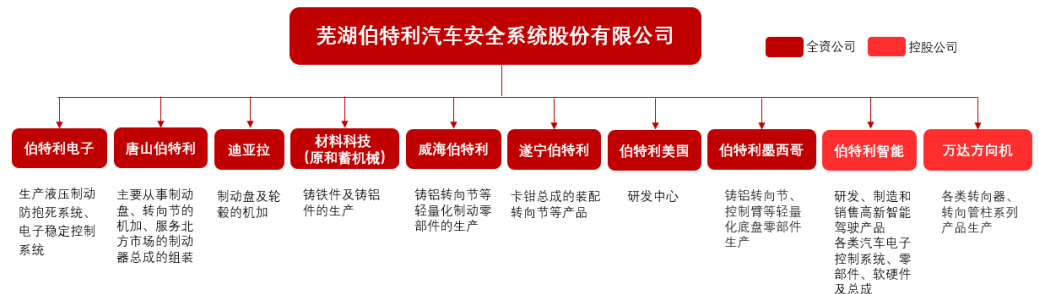 芜湖伯特利汽车安全系统股份有限公司
全资公司
控股公司
伯特利电子
唐山伯特利
迪亚拉
材料科技
(原和蓄机械)
威海伯特利
遂宁伯特利
伯特利美国
伯特利墨西哥
伯特利智能
万达方向机
生产液压制动
防抱死系统、
电子稳定控制
系统
主要从事制动
盘、转向节的
机加、服务北
方市场的制动
器总成的组装
制动盘及轮
毂的机加
铸铁件及铸铝
件的生产
铸铝转向节等
轻量化制动零
部件的生产
卡钳总成的装配
转向节等产品
研发中心
铸铝转向节、
控制臂等轻量
化底盘零部件
生产
研发、制造和
销售高新智能
驾驶产品
各类汽车电子
控制系统、零
部件、软硬件
及总成
各类转向器、
转向管柱系列
产品生产